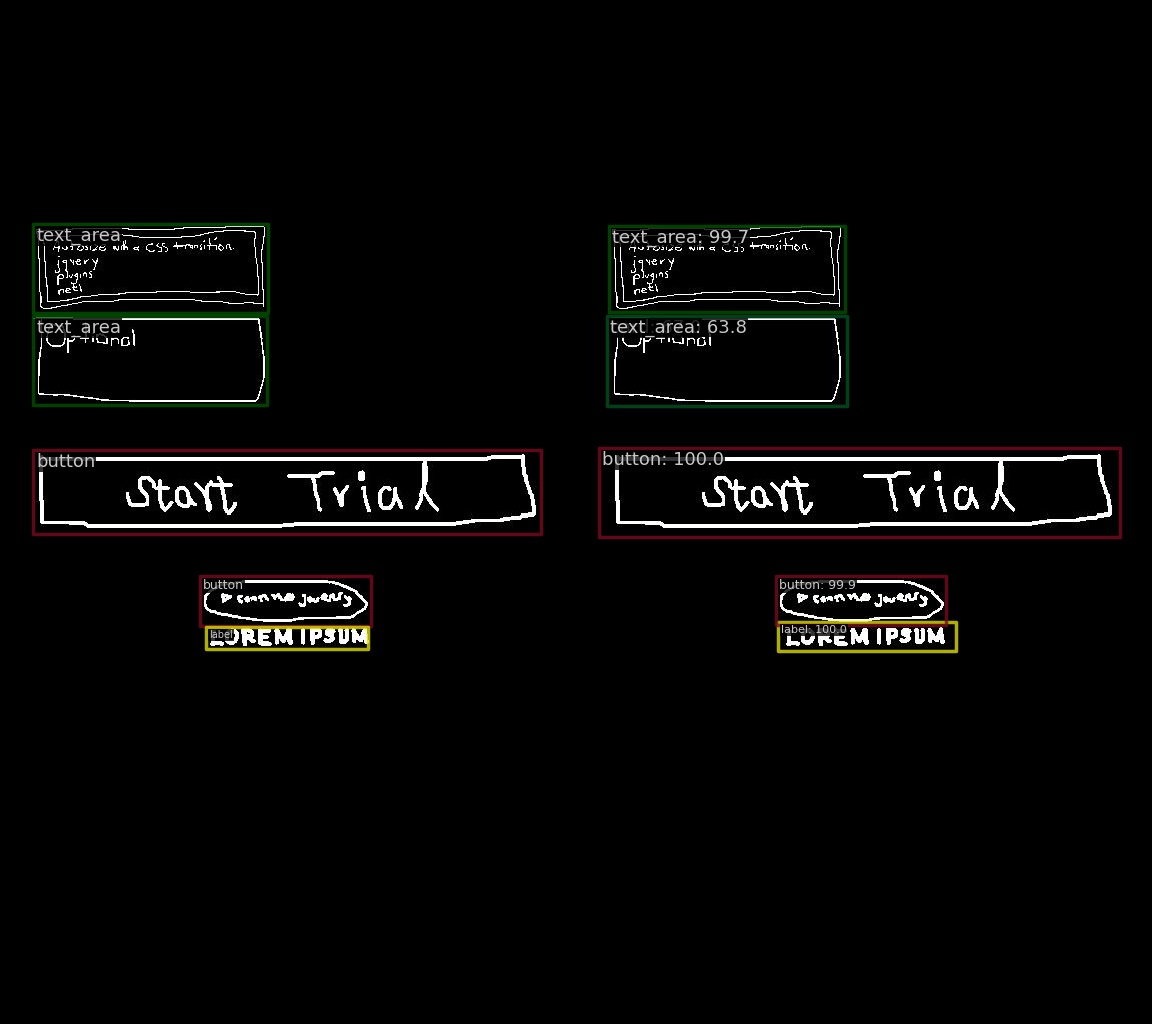 text_area
Autosize with a CSS transition
jquery
plugins
netl
text_area
Optional
button
Start Trial
button
label
LOREM IPSUM
text_area: 99.7
Autosize with a CSS transition
jquery
plugins
netl
text_area: 63.8
Optional
button: 100.0
Start Trial
button: 99.9
label: 100.0
LOREM IPSUM